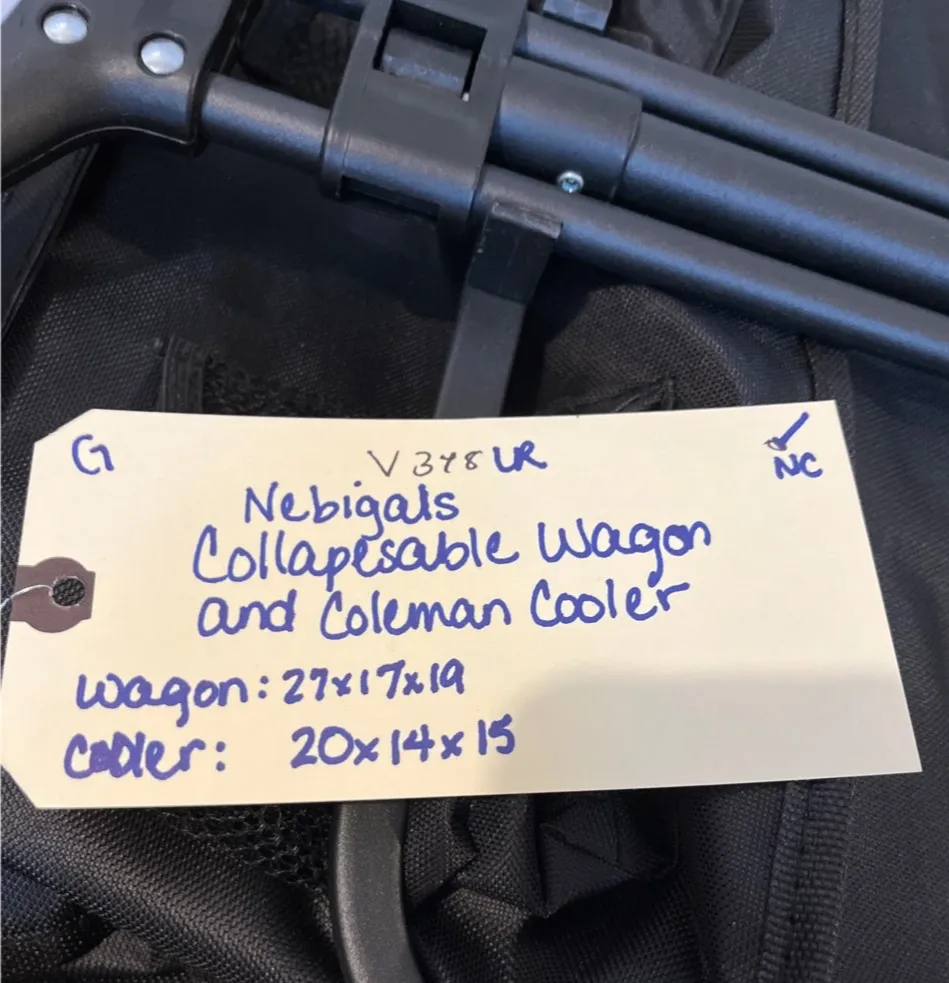 G V348 LR ✓
NC
Nebigals
Collapesable Wagon
and Coleman Cooler
wagon: 27x17x19
cooler: 20x14x15